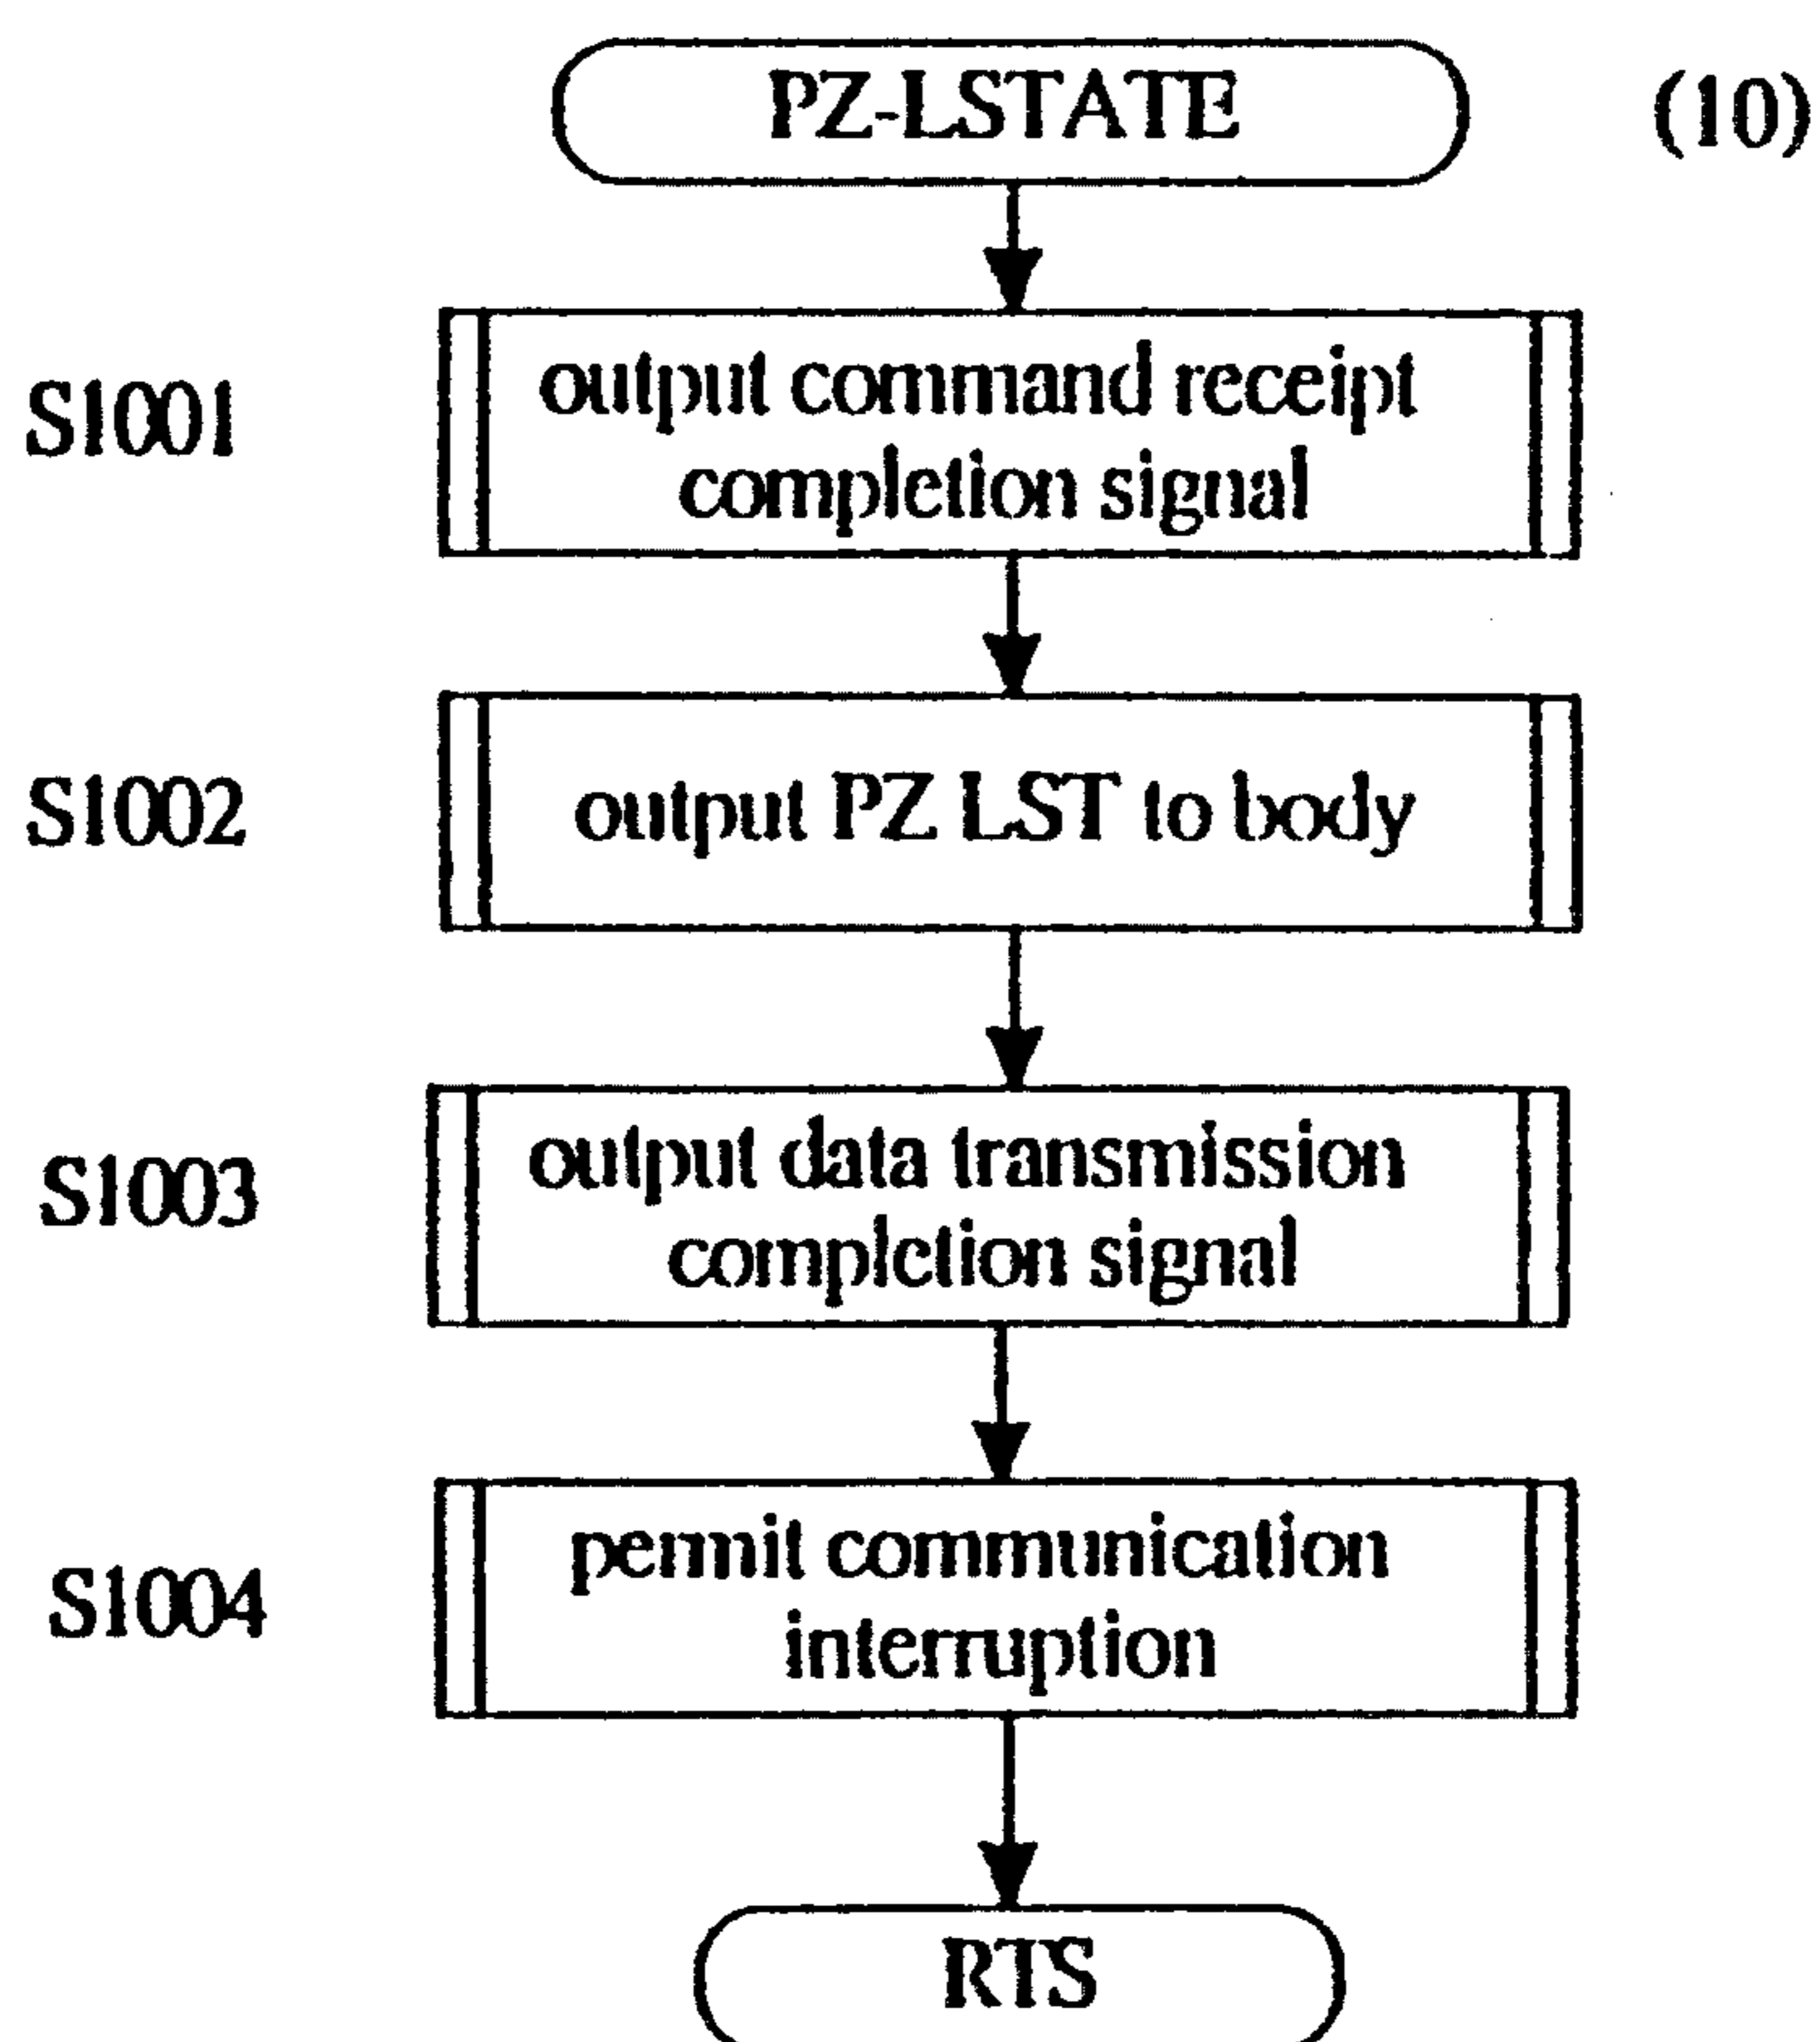 PZ-LSTATE
(10)
S1001
output command receipt
completion signal
S1002
output PZ LST to body
S1003
output data transmission
completion signal
S1004
permit communication
interruption
RTS